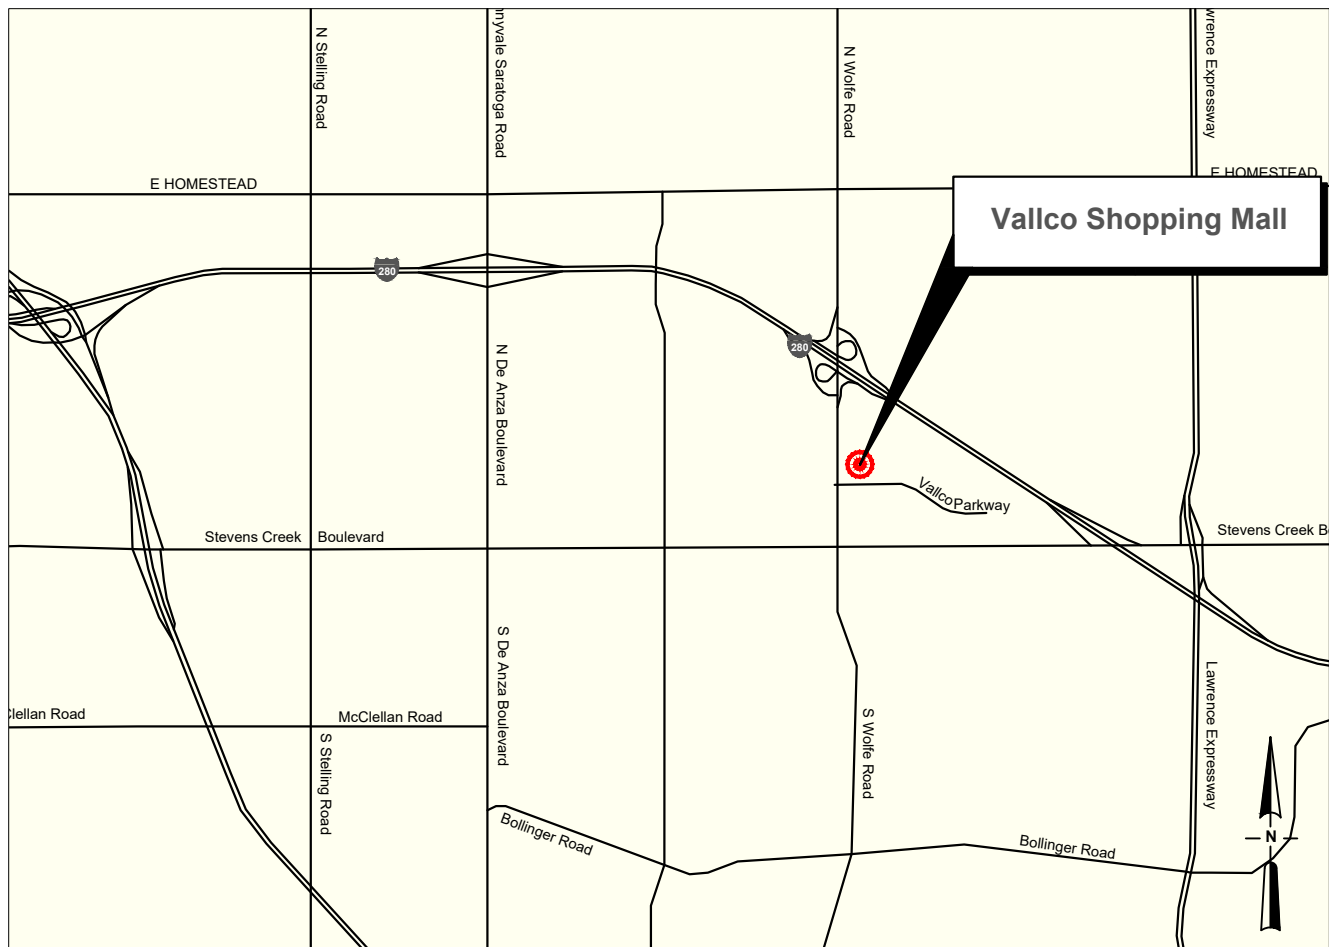 N Stelling Road
nnyvale Saratoga Road
N Wolfe Road
wrence Expressway
E HOMESTEAD
E HOMESTEAD
Vallco Shopping Mall
280
280
N De Anza Boulevard
Vallco Parkway
Stevens Creek Boulevard
Stevens Creek B
S De Anza Boulevard
Lawrence Expressway
Clellan Road
McClellan Road
S Wolfe Road
S Stelling Road
Bollinger Road
Bollinger Road
N